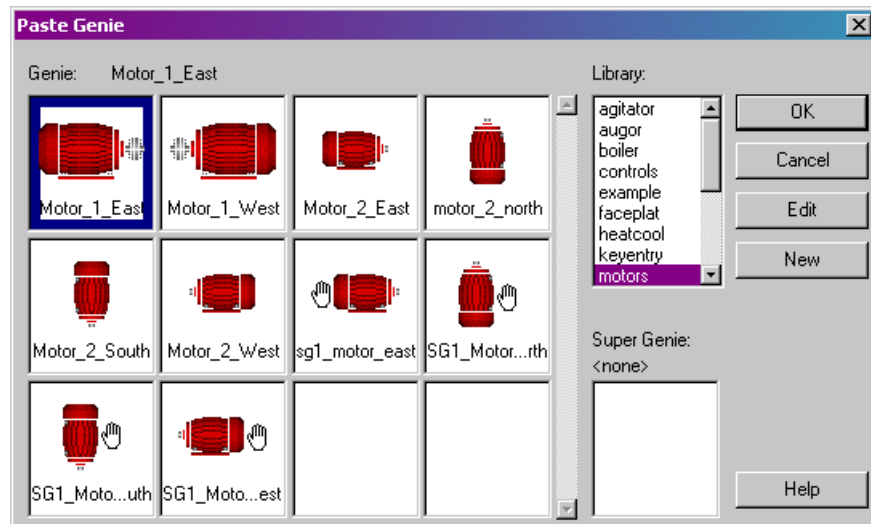 Paste Genie
Genie: Motor_1_East
Motor_1_East Motor_1_West Motor_2_East motor_2_north
Motor_2_South Motor_2_West sg1_motor_east SG1_Motor...rth
SG1_Moto...uth SG1_Moto...est
Library:
agitator
augor
boiler
controls
example
faceplat
heatcool
keyentry
motors
Super Genie:
<none>
OK
Cancel
Edit
New
Help